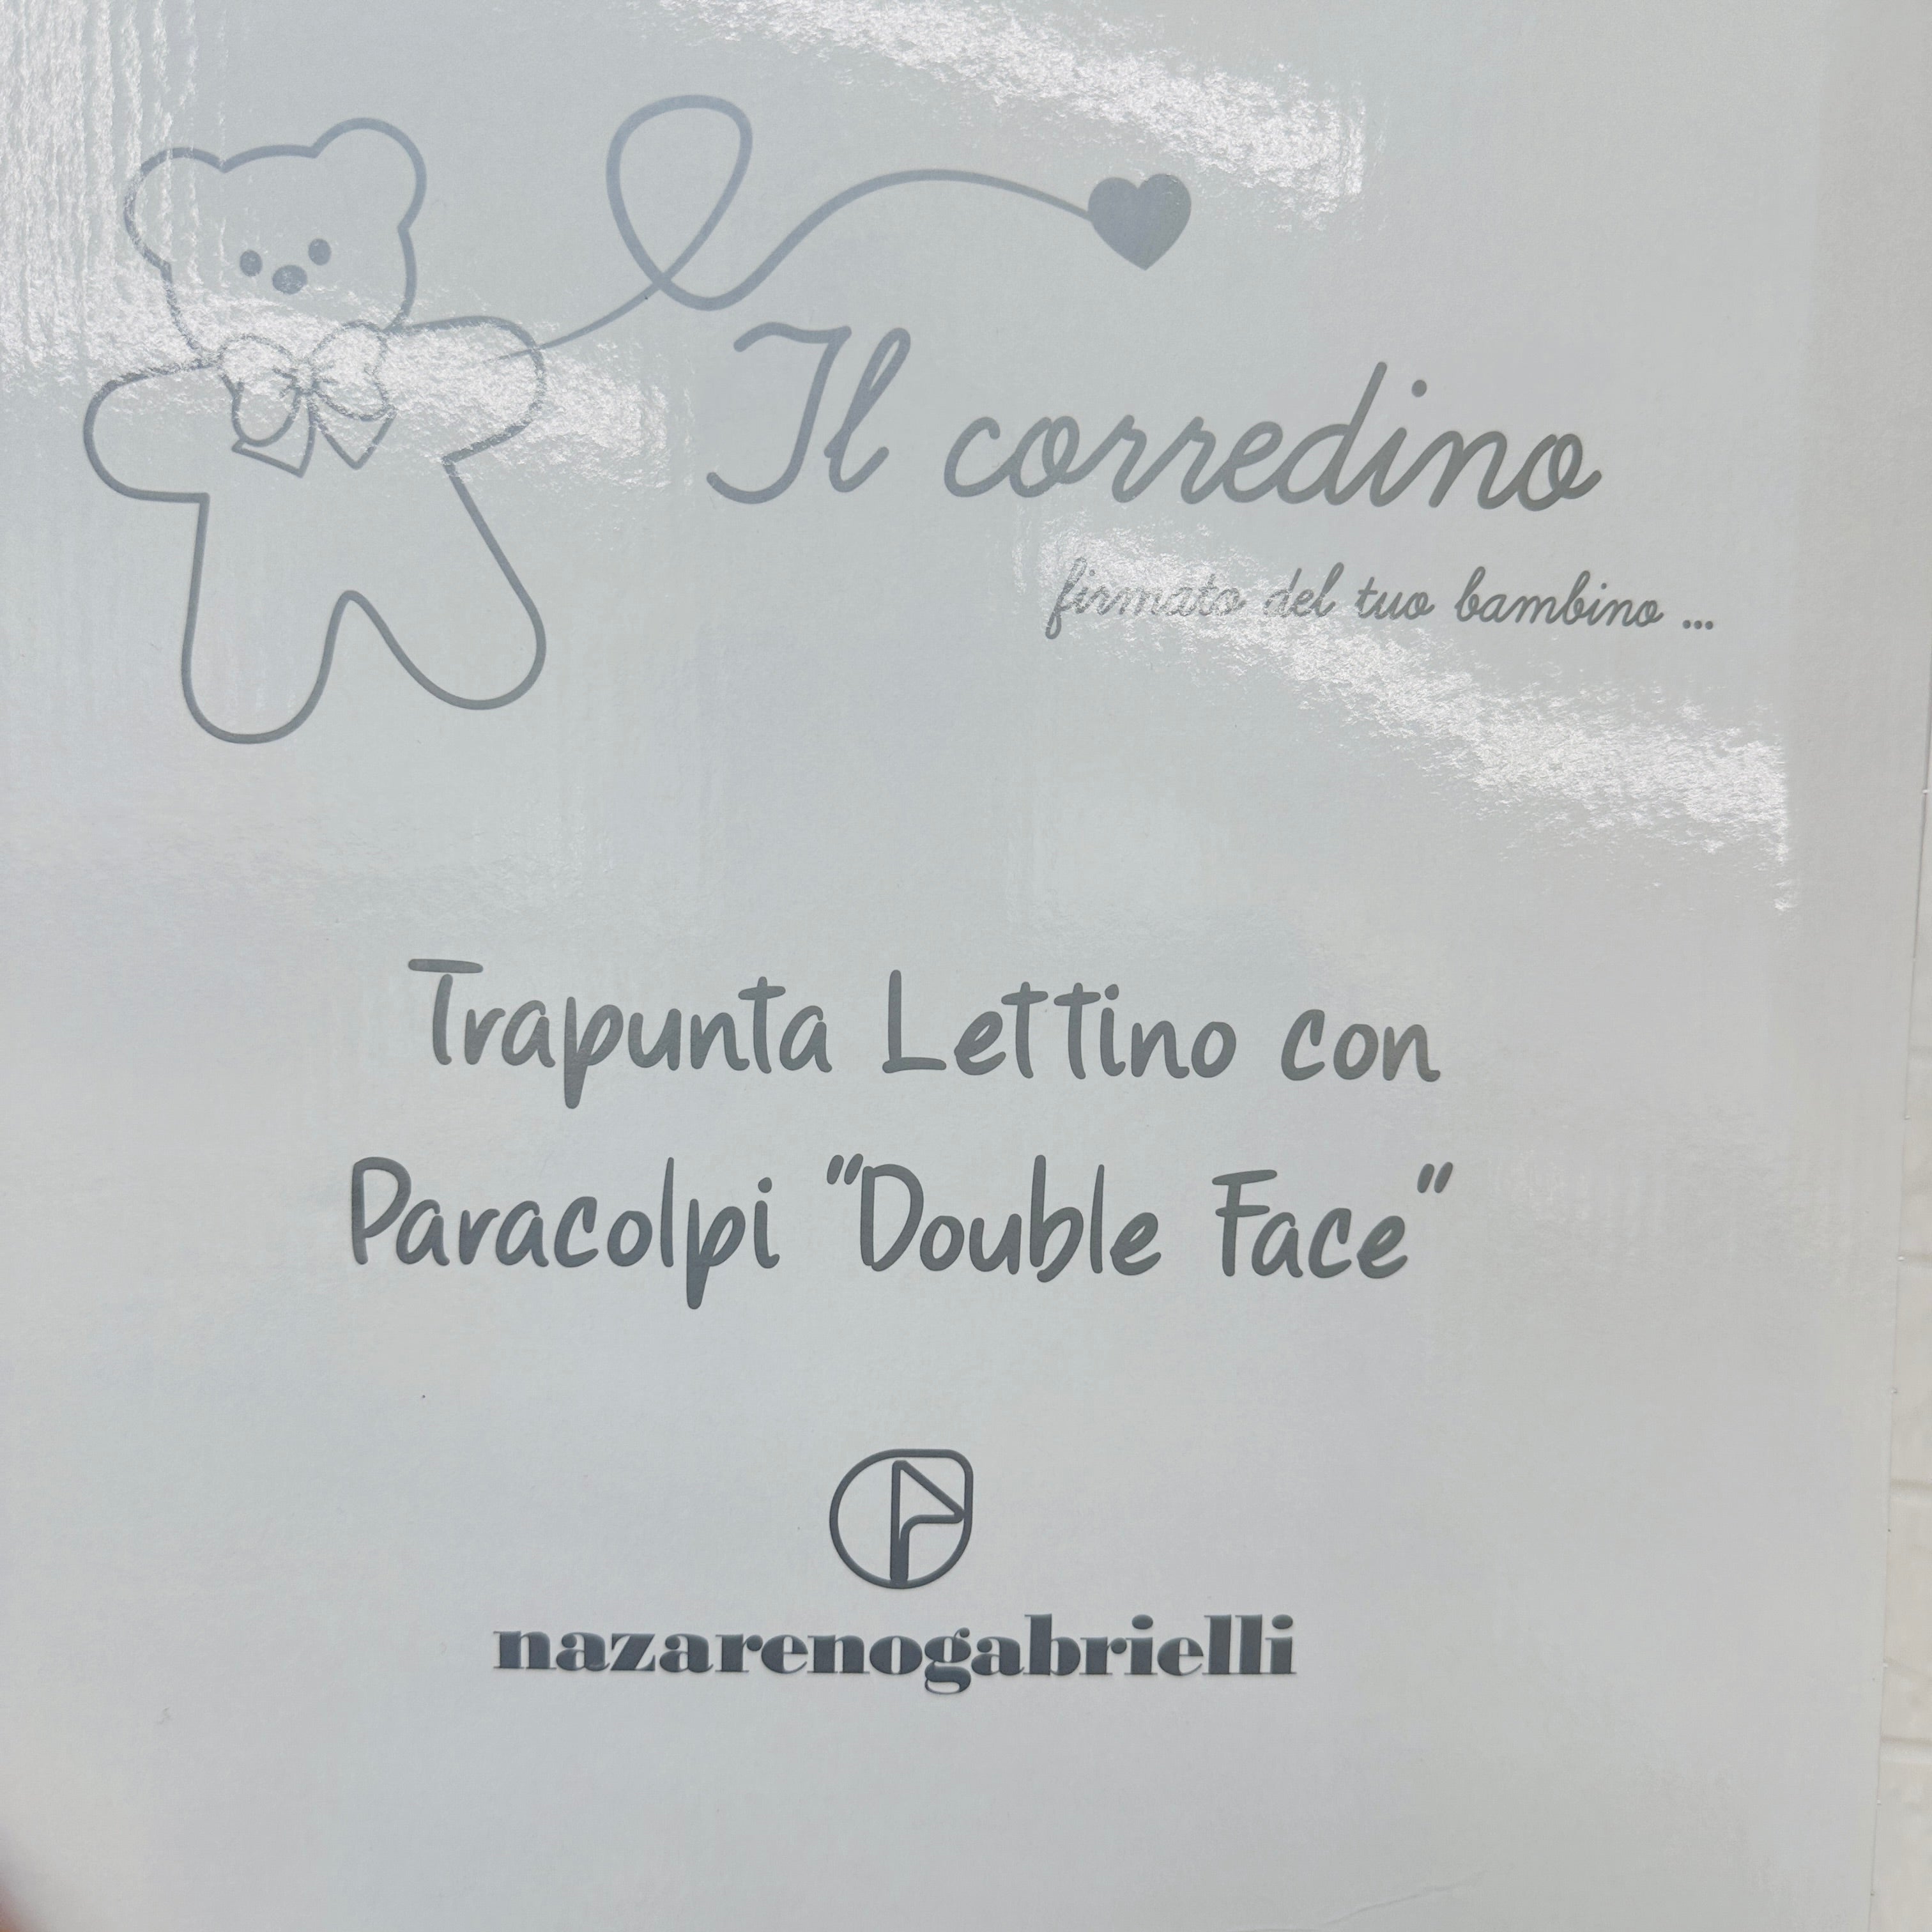 Il corredino
firmato del tuo bambino ...
Trapunta Lettino con
Paracolpi "Double Face"
nazarenogabrielli